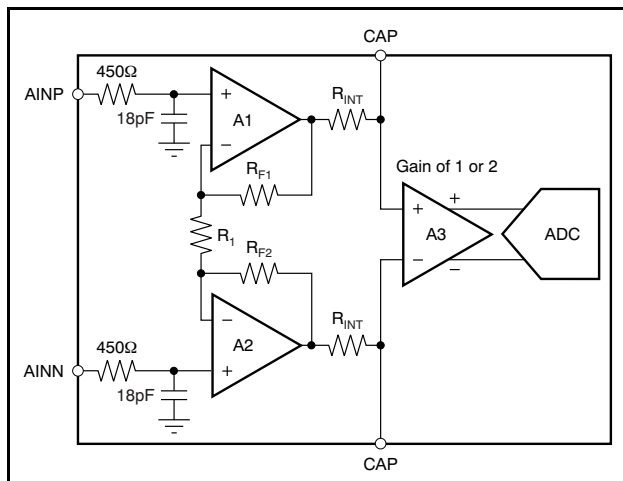 CAP
450Ω
AINP
18pF
+
A1
−
R_INT
R_F1
Gain of 1 or 2
R_1
+
A3
−
+
−
ADC
R_F2
−
A2
+
R_INT
450Ω
AINN
18pF
CAP